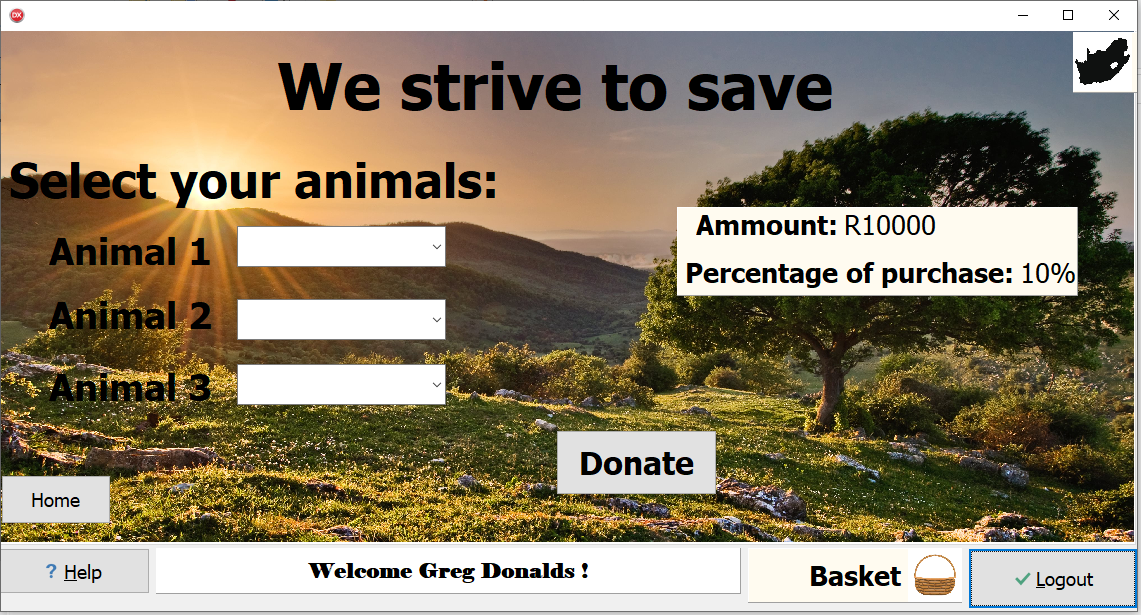 DX
We strive to save
Select your animals:
Animal 1
Ammount: R10000
Animal 2
Percentage of purchase: 10%
Animal 3
Donate
Home
? Help
Welcome Greg Donalds !
Basket
Logout